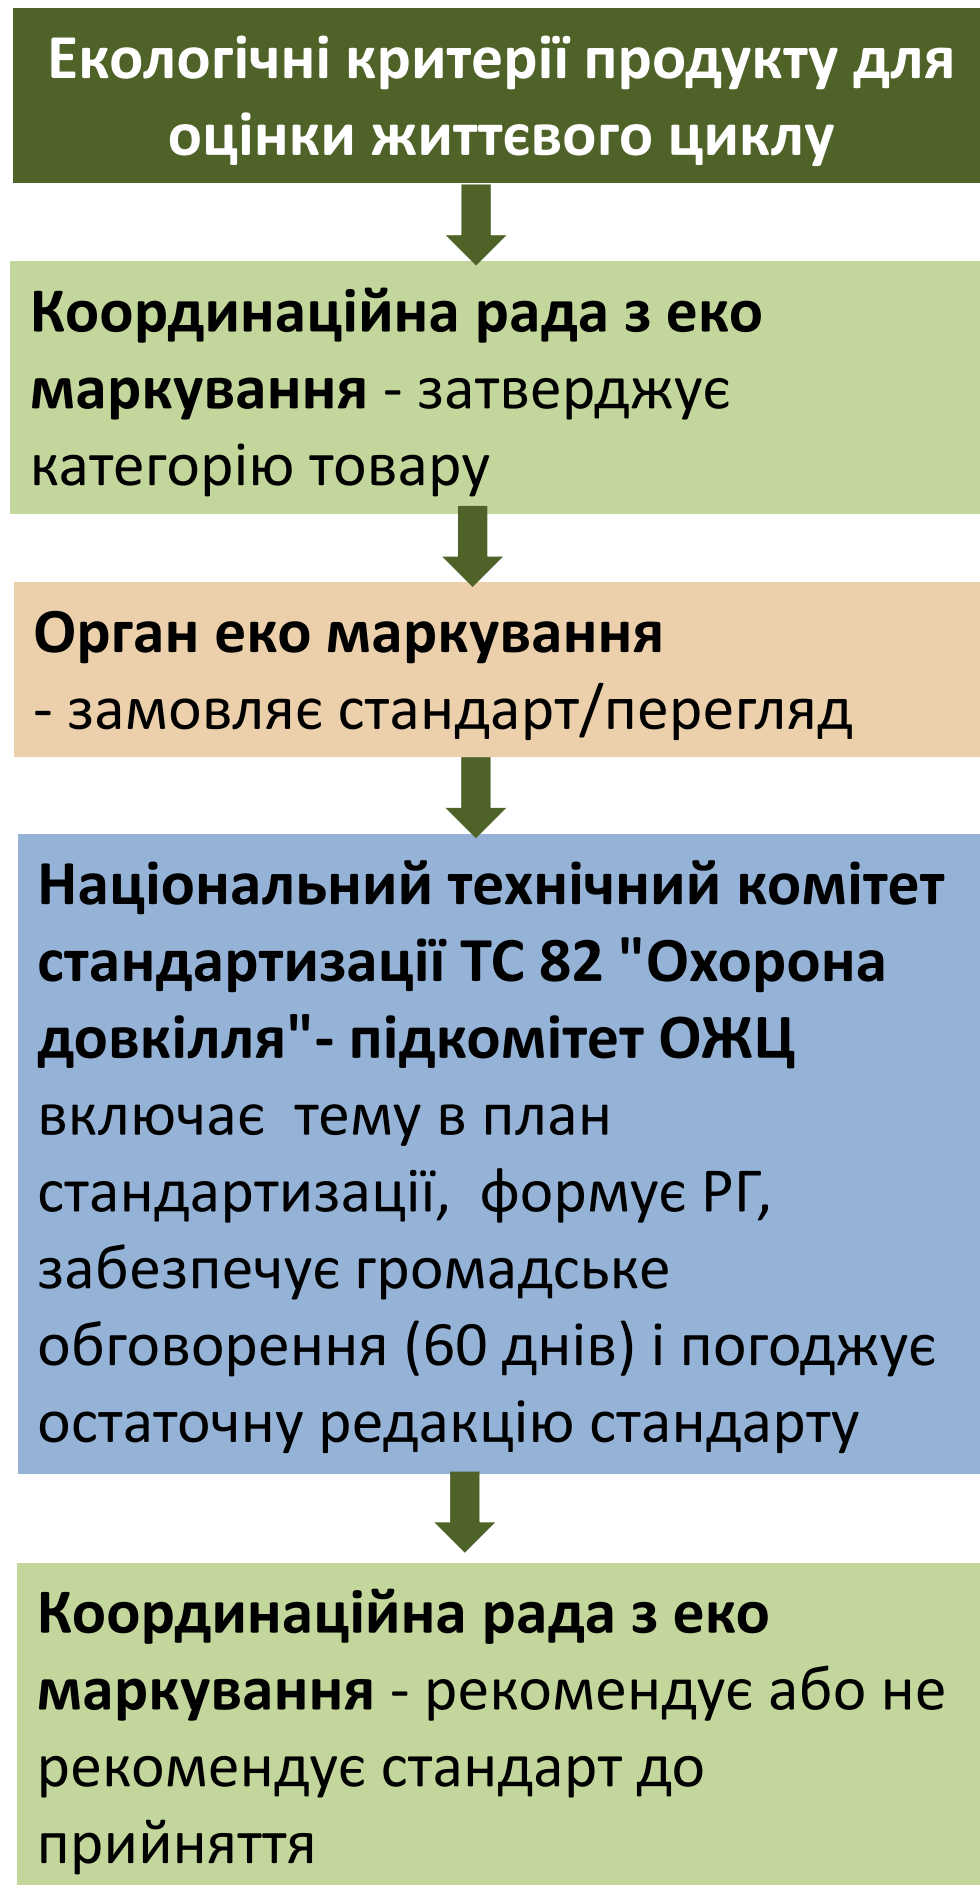 Екологічні критерії продукту для
оцінки життєвого циклу
Координаційна рада з еко
маркування - затверджує
категорію товару
Орган еко маркування
- замовляє стандарт/перегляд
Національний технічний комітет
стандартизації ТС 82 "Охорона
довкілля"- підкомітет ОЖЦ
включає  тему в план
стандартизації,  формує РГ,
забезпечує громадське
обговорення (60 днів) і погоджує
остаточну редакцію стандарту
Координаційна рада з еко
маркування - рекомендує або не
рекомендує стандарт до
прийняття